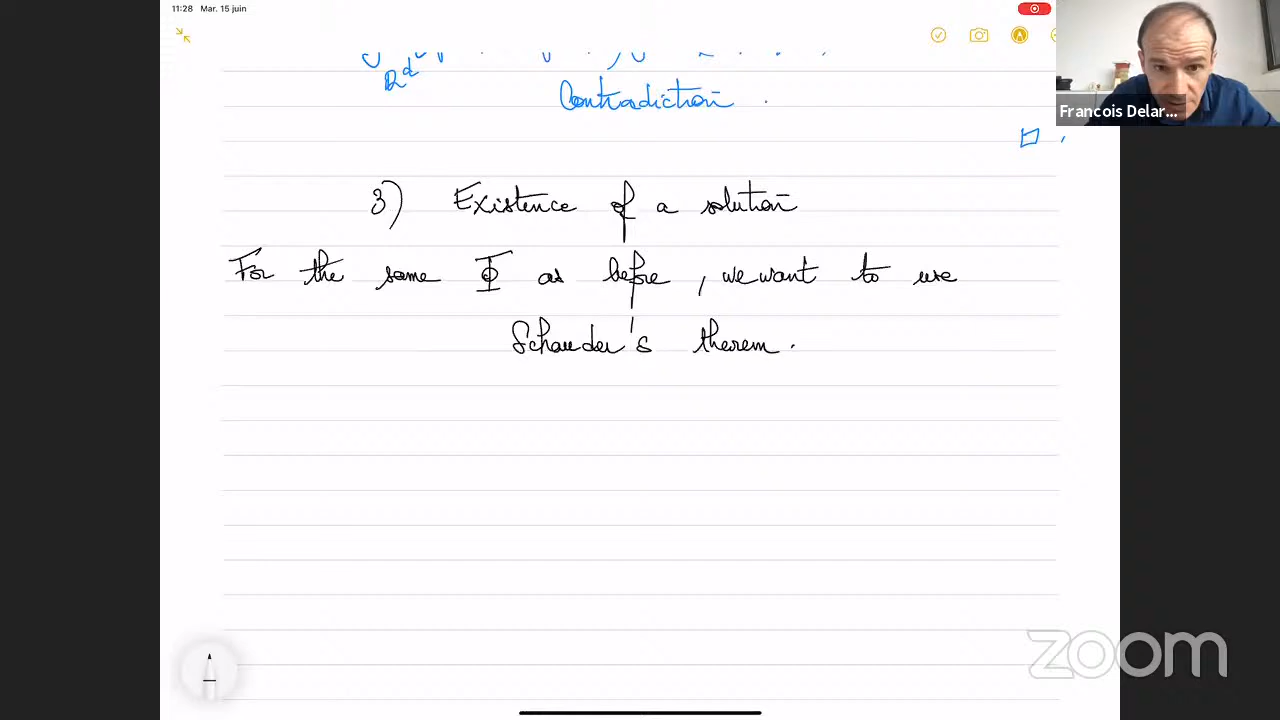 11:28 Mar. 15 juin
Francois Delar...
R^d
Contradiction.
3) Existence of a solution
For the same Φ as before, we want to use
Schauder's therem.
zoom